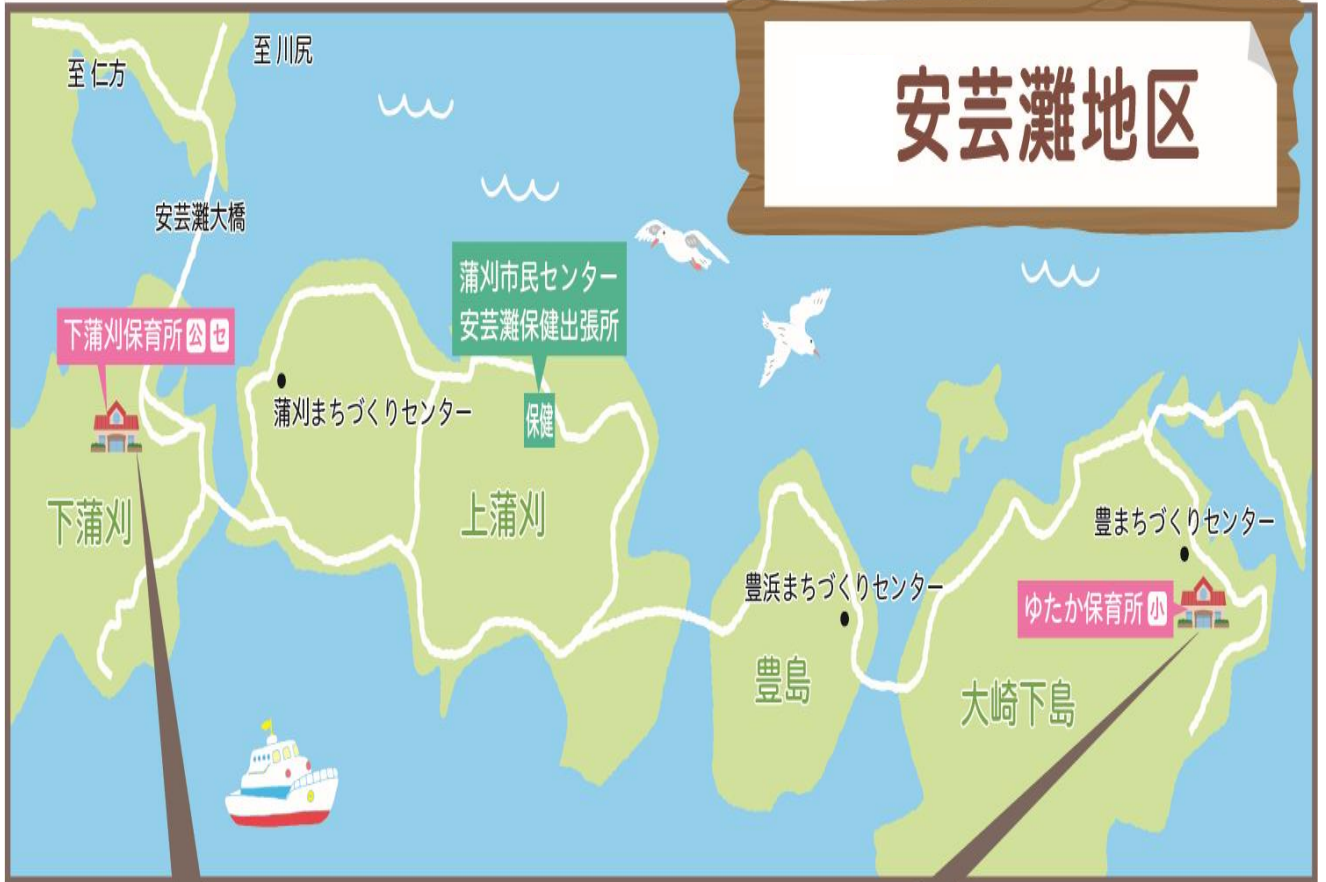 安芸灘地区
至 仁方
至 川尻
安芸灘大橋
下蒲刈保育所 公 セ
蒲刈市民センター
安芸灘保健出張所
保健
蒲刈まちづくりセンター
下蒲刈
上蒲刈
豊浜まちづくりセンター
豊島
豊まちづくりセンター
ゆたか保育所 小
大崎下島